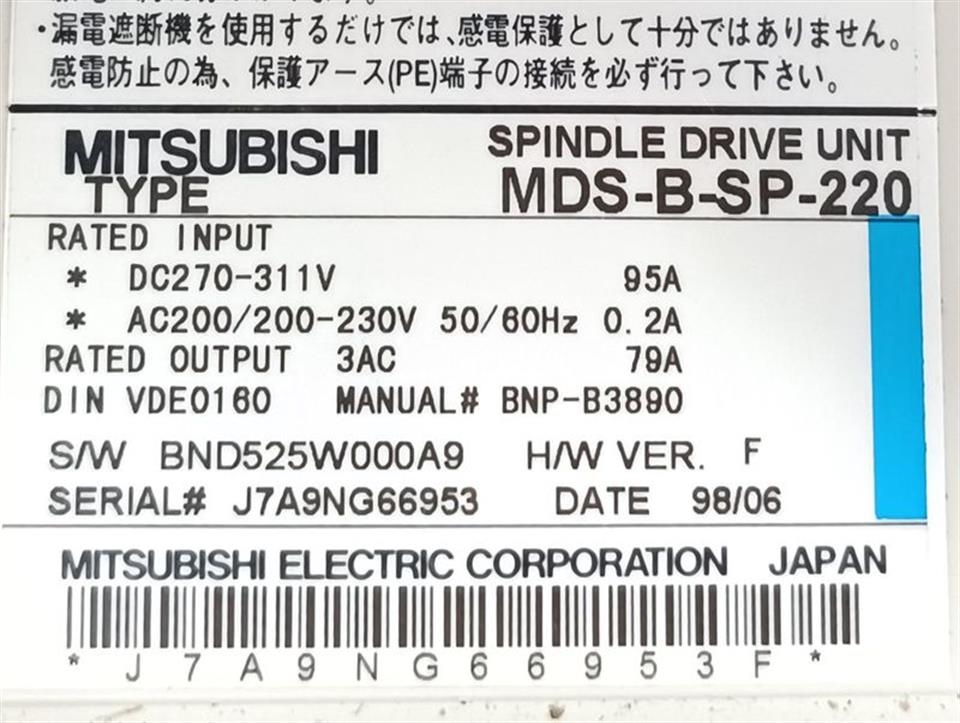 ・漏電遮断機を使用するだけでは、感電保護として十分ではありません。
感電防止の為、保護アース(PE)端子の接続を必ず行って下さい。
MITSUBISHI SPINDLE DRIVE UNIT
TYPE MDS-B-SP-220
RATED INPUT
* DC270-311V 95A
* AC200/200-230V 50/60Hz 0.2A
RATED OUTPUT 3AC 79A
DIN VDE0160 MANUAL# BNP-B3890
S/W BND525W000A9 H/W VER. F
SERIAL# J7A9NG66953 DATE 98/06
MITSUBISHI ELECTRIC CORPORATION JAPAN
*J7A9NG66953F*